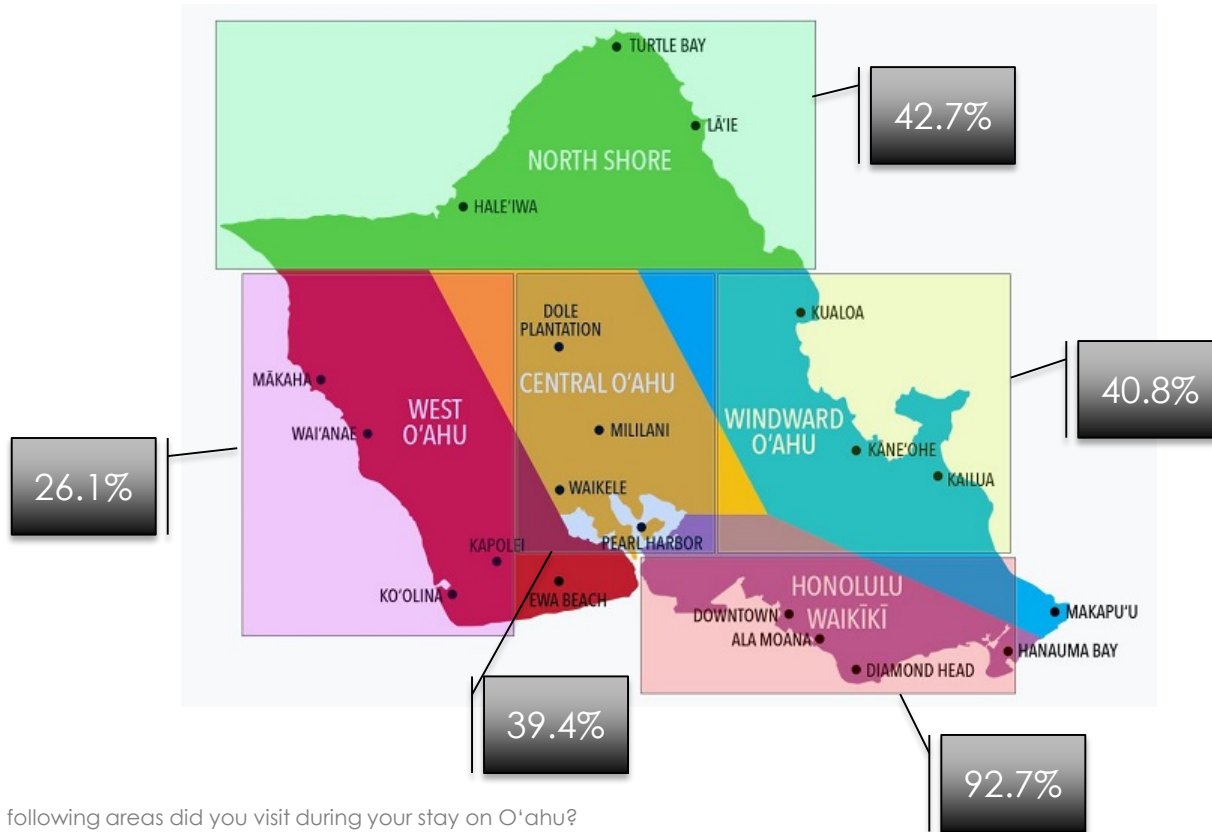 TURTLE BAY
42.7%
LĀ‘IE
NORTH SHORE
HALE‘IWA
KUALOA
DOLE
PLANTATION
MĀKAHA
CENTRAL O‘AHU
40.8%
WEST
O‘AHU
WINDWARD
O‘AHU
WAI‘ANAE
MILILANI
KĀNE‘OHE
KAILUA
26.1%
WAIKELE
PEARL HARBOR
KAPOLEI
KO‘OLINA
EWA BEACH
HONOLULU
WAIKĪKĪ
DOWNTOWN
ALA MOANA
MAKAPU‘U
HANAUMA BAY
DIAMOND HEAD
39.4%
92.7%
following areas did you visit during your stay on O‘ahu?